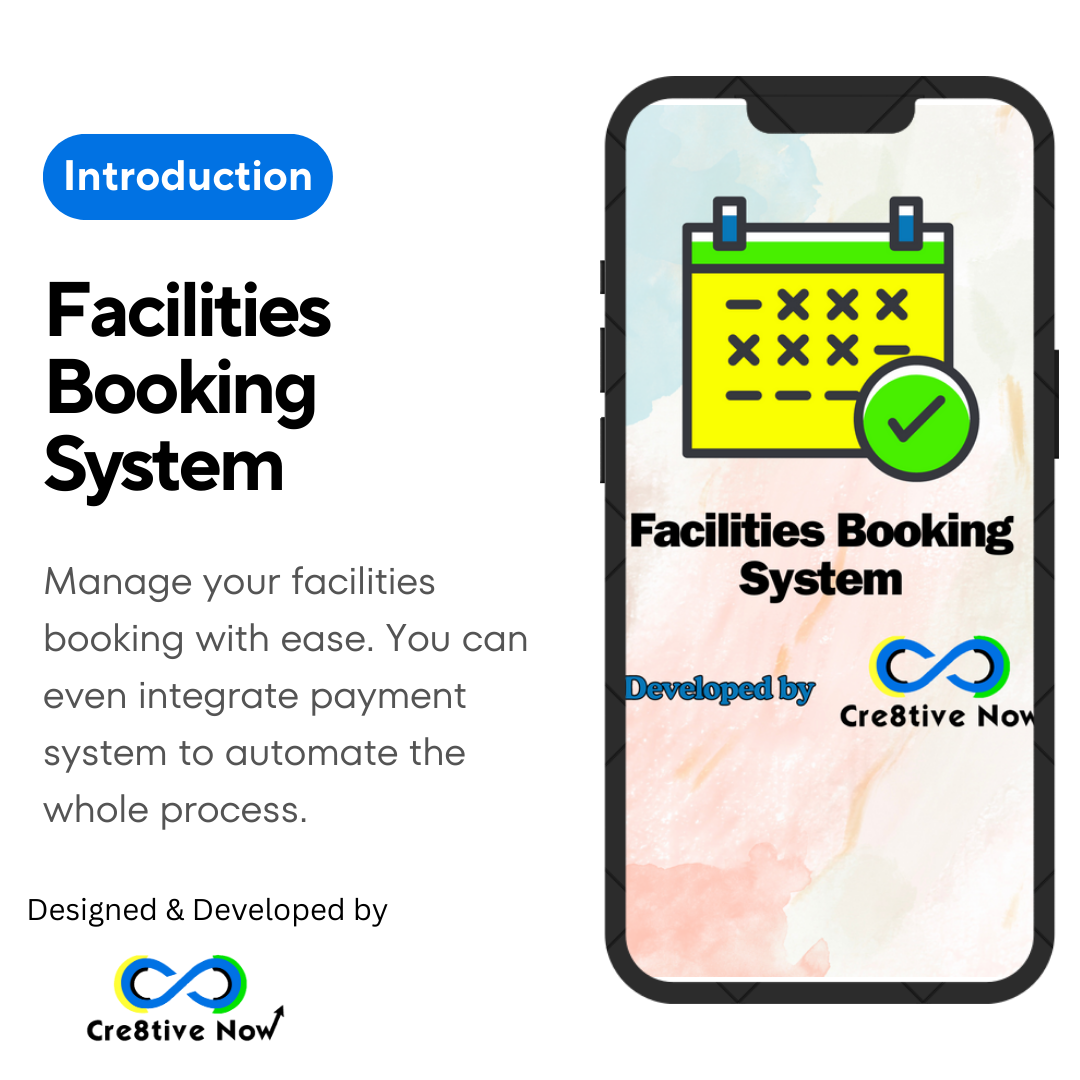 Introduction
Facilities
Booking
System
Manage your facilities
booking with ease. You can
even integrate payment
system to automate the
whole process.
Designed & Developed by
Cre8tive Now
Facilities Booking
System
Developed by
Cre8tive Now